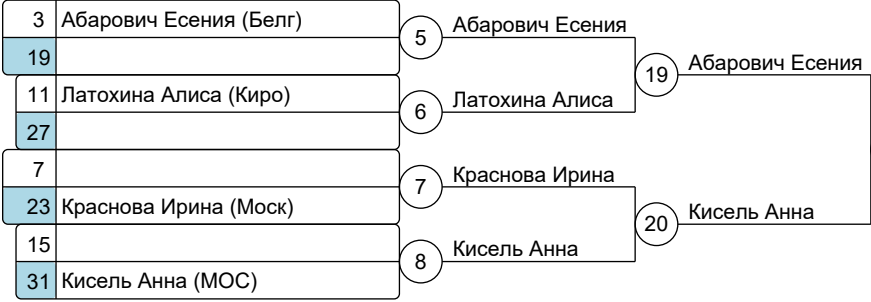 3 Абарович Есения (Белг)
19
11 Латохина Алиса (Киро)
27
7
23 Краснова Ирина (Моск)
15
31 Кисель Анна (МОС)
5 Абарович Есения
6 Латохина Алиса
7 Краснова Ирина
8 Кисель Анна
19 Абарович Есения
20 Кисель Анна